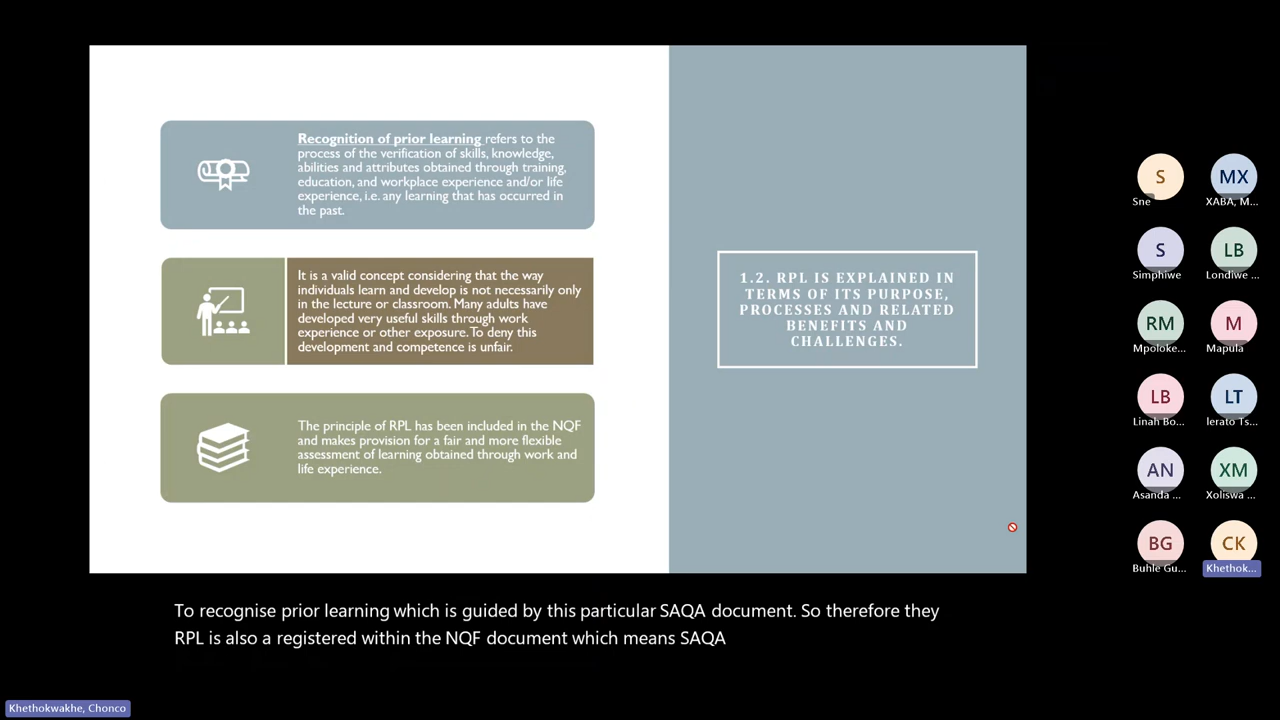 Recognition of prior learning refers to the
process of the verification of skills, knowledge,
abilities and attributes obtained through training,
education, and workplace experience and/or life
experience, i.e. any learning that has occurred in
the past.
It is a valid concept considering that the way
individuals learn and develop is not necessarily only
in the lecture or classroom. Many adults have
developed very useful skills through work
experience or other exposure. To deny this
development and competence is unfair.
The principle of RPL has been included in the NQF
and makes provision for a fair and more flexible
assessment of learning obtained through work and
life experience.
1.2. RPL IS EXPLAINED IN
TERMS OF ITS PURPOSE,
PROCESSES AND RELATED
BENEFITS AND
CHALLENGES.
S MX
Sne XABA, M...
S LB
Simphiwe Londiwe ...
RM M
Mpoloke... Mapula
LB LT
Linah Bo... lerato Ts...
AN XM
Asanda ... Xoliswa ...
BG CK
Buhle Gu... Khethok...
To recognise prior learning which is guided by this particular SAQA document. So therefore they
RPL is also a registered within the NQF document which means SAQA
Khethokwakhe, Chonco